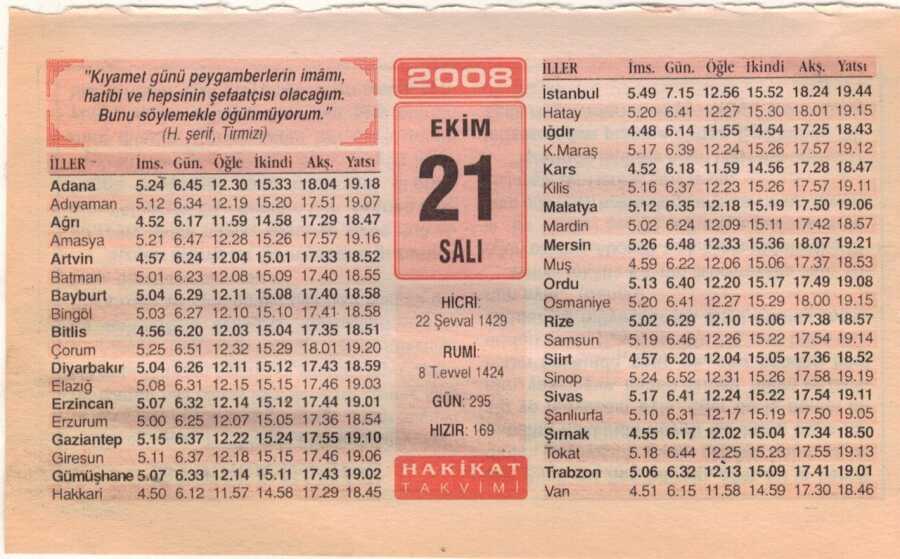 "Kıyamet günü peygamberlerin imâmı,
hatîbi ve hepsinin şefaatçısı olacağım.
Bunu söylemekle öğünmüyorum."
(H. şerif, Tirmizi)
İLLER İms. Gün. Öğle İkindi Akş. Yatsı
Adana 5.24 6.45 12.30 15.33 18.04 19.18
Adıyaman 5.12 6.34 12.19 15.20 17.51 19.07
Ağrı 4.52 6.17 11.59 14.58 17.29 18.47
Amasya 5.21 6.47 12.28 15.26 17.57 19.16
Artvin 4.57 6.24 12.04 15.01 17.33 18.52
Batman 5.01 6.23 12.08 15.09 17.40 18.55
Bayburt 5.04 6.29 12.11 15.08 17.40 18.58
Bingöl 5.03 6.27 12.10 15.10 17.41 18.58
Bitlis 4.56 6.20 12.03 15.04 17.35 18.51
Çorum 5.25 6.51 12.32 15.29 18.01 19.20
Diyarbakır 5.04 6.26 12.11 15.12 17.43 18.59
Elazığ 5.08 6.31 12.15 15.15 17.46 19.03
Erzincan 5.07 6.32 12.14 15.12 17.44 19.01
Erzurum 5.00 6.25 12.07 15.05 17.36 18.54
Gaziantep 5.15 6.37 12.22 15.24 17.55 19.10
Giresun 5.11 6.37 12.18 15.15 17.46 19.06
Gümüşhane 5.07 6.33 12.14 15.11 17.43 19.02
Hakkari 4.50 6.12 11.57 14.58 17.29 18.45
2008
EKİM
21
SALI
HİCRİ:
22 Şevval 1429
RUMİ:
8 T.evvel 1424
GÜN: 295
HIZIR: 169
HAKİKAT
TAKVİMİ
İLLER İms. Gün. Öğle İkindi Akş. Yatsı
İstanbul 5.49 7.15 12.56 15.52 18.24 19.44
Hatay 5.20 6.41 12.27 15.30 18.01 19.15
Iğdır 4.48 6.14 11.55 14.54 17.25 18.43
K.Maraş 5.17 6.39 12.24 15.26 17.57 19.12
Kars 4.52 6.18 11.59 14.56 17.28 18.47
Kilis 5.16 6.37 12.23 15.26 17.57 19.11
Malatya 5.12 6.35 12.18 15.19 17.50 19.06
Mardin 5.02 6.24 12.09 15.11 17.42 18.57
Mersin 5.26 6.48 12.33 15.36 18.07 19.21
Muş 4.59 6.22 12.06 15.06 17.37 18.53
Ordu 5.13 6.40 12.20 15.17 17.49 19.08
Osmaniye 5.20 6.41 12.27 15.29 18.00 19.15
Rize 5.02 6.29 12.10 15.06 17.38 18.57
Samsun 5.19 6.46 12.26 15.22 17.54 19.14
Siirt 4.57 6.20 12.04 15.05 17.36 18.52
Sinop 5.24 6.52 12.31 15.26 17.58 19.19
Sivas 5.17 6.41 12.24 15.22 17.54 19.11
Şanlıurfa 5.10 6.31 12.17 15.19 17.50 19.05
Şırnak 4.55 6.17 12.02 15.04 17.34 18.50
Tokat 5.18 6.44 12.25 15.23 17.55 19.13
Trabzon 5.06 6.32 12.13 15.09 17.41 19.01
Van 4.51 6.15 11.58 14.59 17.30 18.46